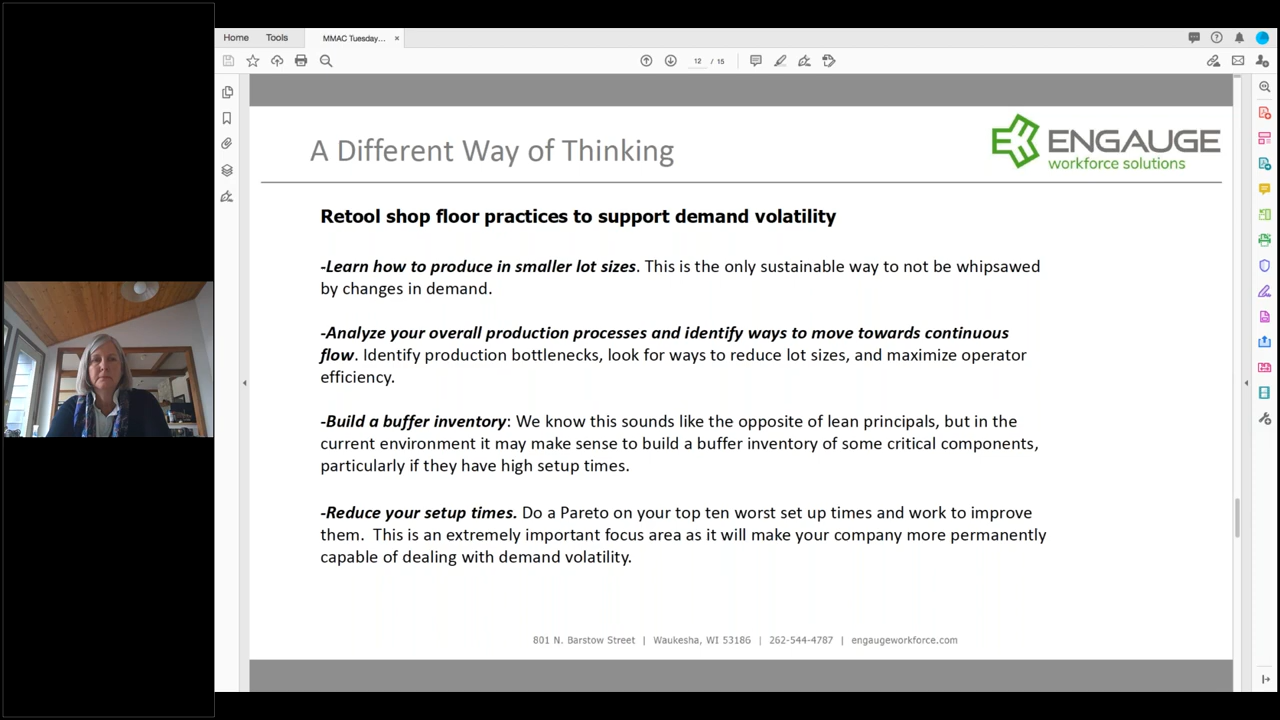 Home Tools MMAC Tuesday... ×
12 / 15
A Different Way of Thinking
ENGAUGE
workforce solutions
Retool shop floor practices to support demand volatility
-Learn how to produce in smaller lot sizes. This is the only sustainable way to not be whipsawed
by changes in demand.
-Analyze your overall production processes and identify ways to move towards continuous
flow. Identify production bottlenecks, look for ways to reduce lot sizes, and maximize operator
efficiency.
-Build a buffer inventory: We know this sounds like the opposite of lean principals, but in the
current environment it may make sense to build a buffer inventory of some critical components,
particularly if they have high setup times.
-Reduce your setup times. Do a Pareto on your top ten worst set up times and work to improve
them. This is an extremely important focus area as it will make your company more permanently
capable of dealing with demand volatility.
801 N. Barstow Street | Waukesha, WI 53186 | 262-544-4787 | engaugeworkforce.com